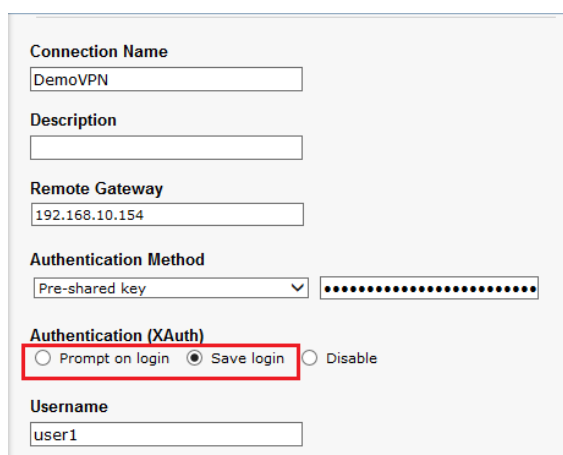 Connection Name
DemoVPN
Description
Remote Gateway
192.168.10.154
Authentication Method
Pre-shared key ••••••••••••••••••••••••••
Authentication (XAuth)
Prompt on login Save login Disable
Username
user1